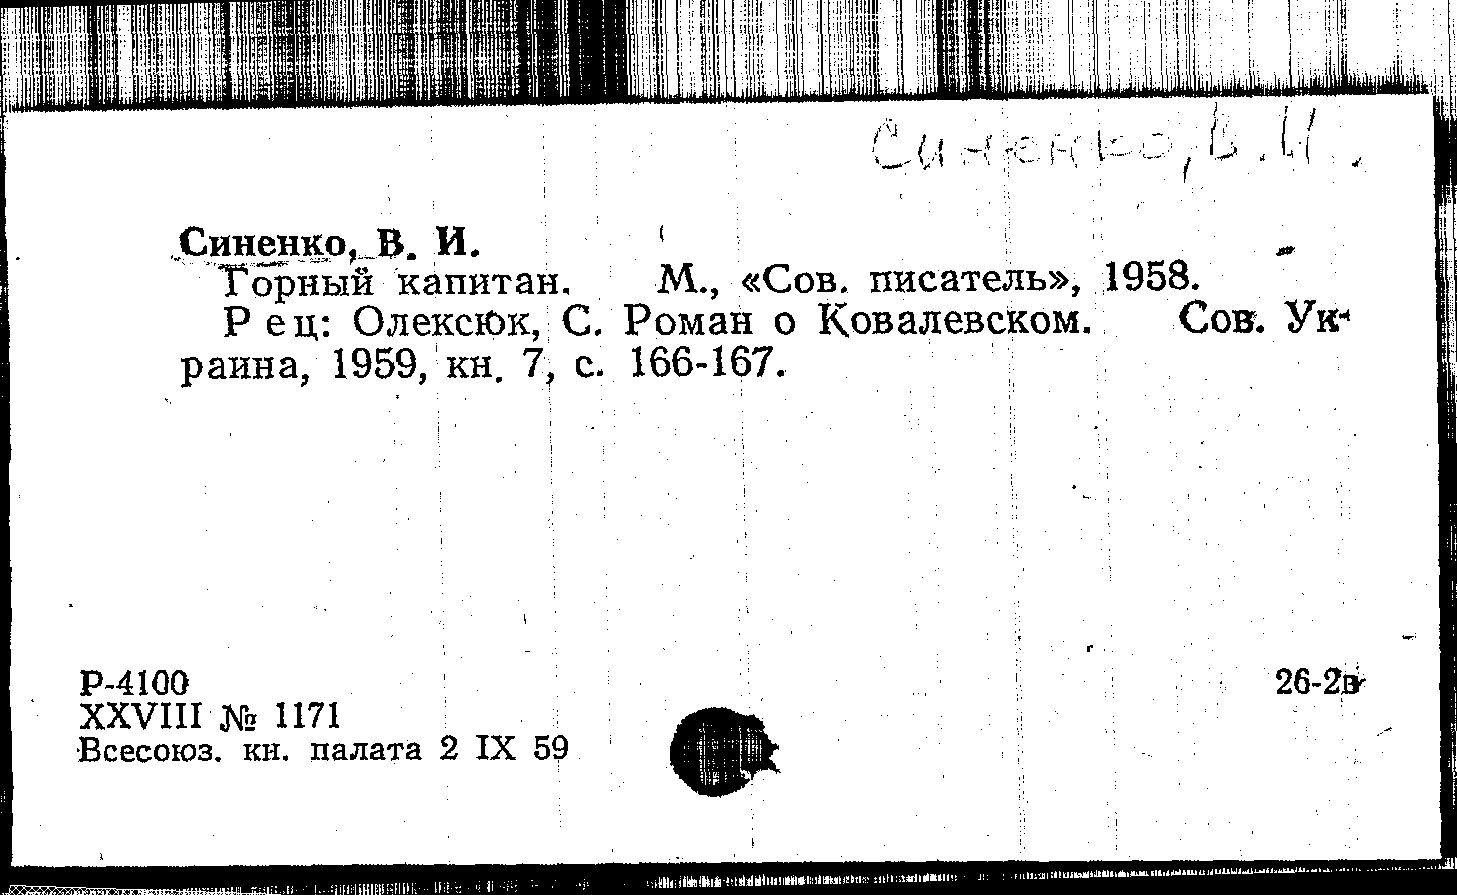 Синенко, В. И.
Синенко, В. И.
Горный капитан. М., «Сов. писатель», 1958.
Рец: Олексюк, С. Роман о Ковалевском. Сов. Ук-
раина, 1959, кн. 7, с. 166-167.
Р-4100
26-2в
XXVIII № 1171
Всесоюз. кн. палата 2 IX 59